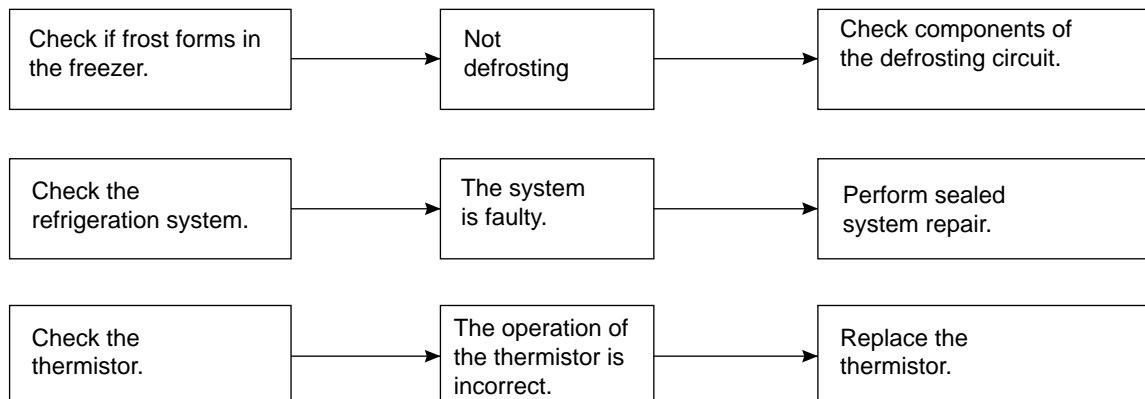 Check if frost forms in
the freezer.
Not
defrosting
Check components of
the defrosting circuit.
Check the
refrigeration system.
The system
is faulty.
Perform sealed
system repair.
Check the
thermistor.
The operation of
the thermistor is
incorrect.
Replace the
thermistor.